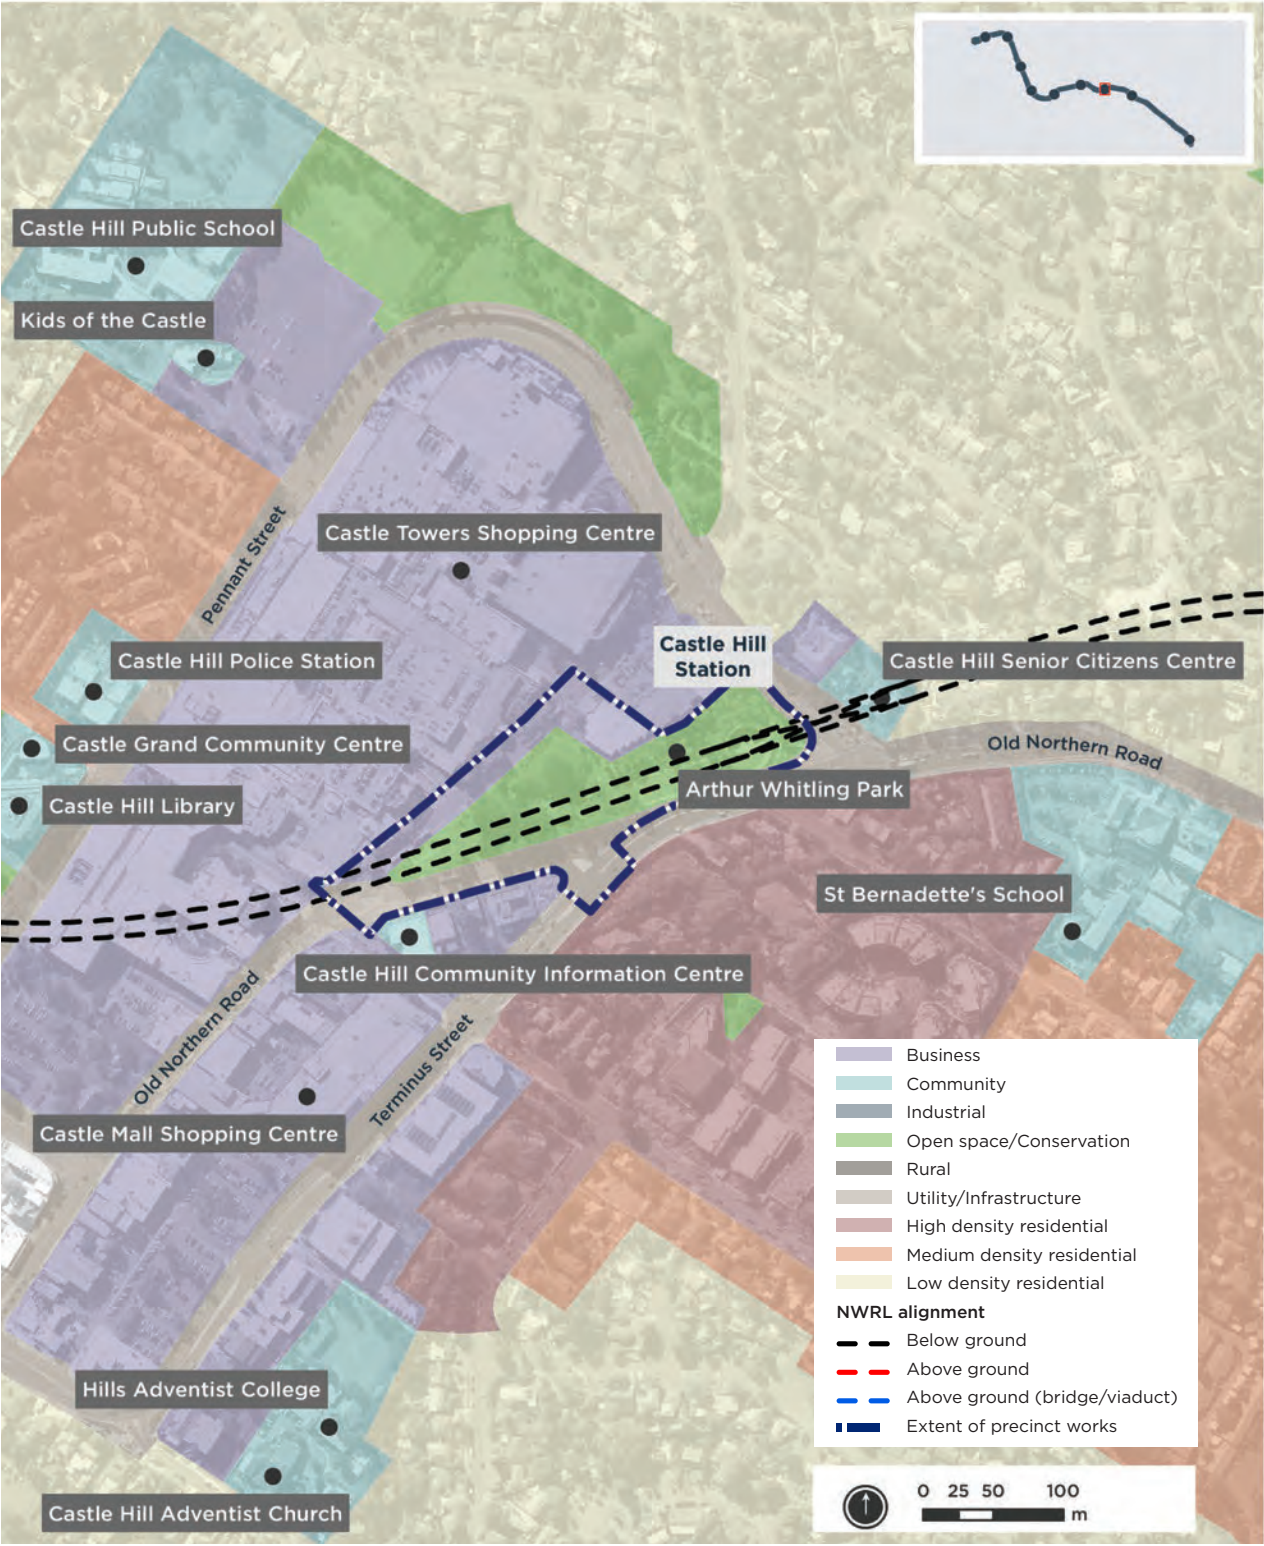 Castle Hill Public School
Kids of the Castle
Pennant Street
Castle Towers Shopping Centre
Castle Hill
Station
Castle Hill Police Station
Castle Hill Senior Citizens Centre
Castle Grand Community Centre
Old Northern Road
Castle Hill Library
Arthur Whitling Park
St Bernadette's School
Castle Hill Community Information Centre
Old Northern Road
Terminus Street
Castle Mall Shopping Centre
Hills Adventist College
Castle Hill Adventist Church
Business
Community
Industrial
Open space/Conservation
Rural
Utility/Infrastructure
High density residential
Medium density residential
Low density residential
NWRL alignment
Below ground
Above ground
Above ground (bridge/viaduct)
Extent of precinct works
0 25 50 100
m